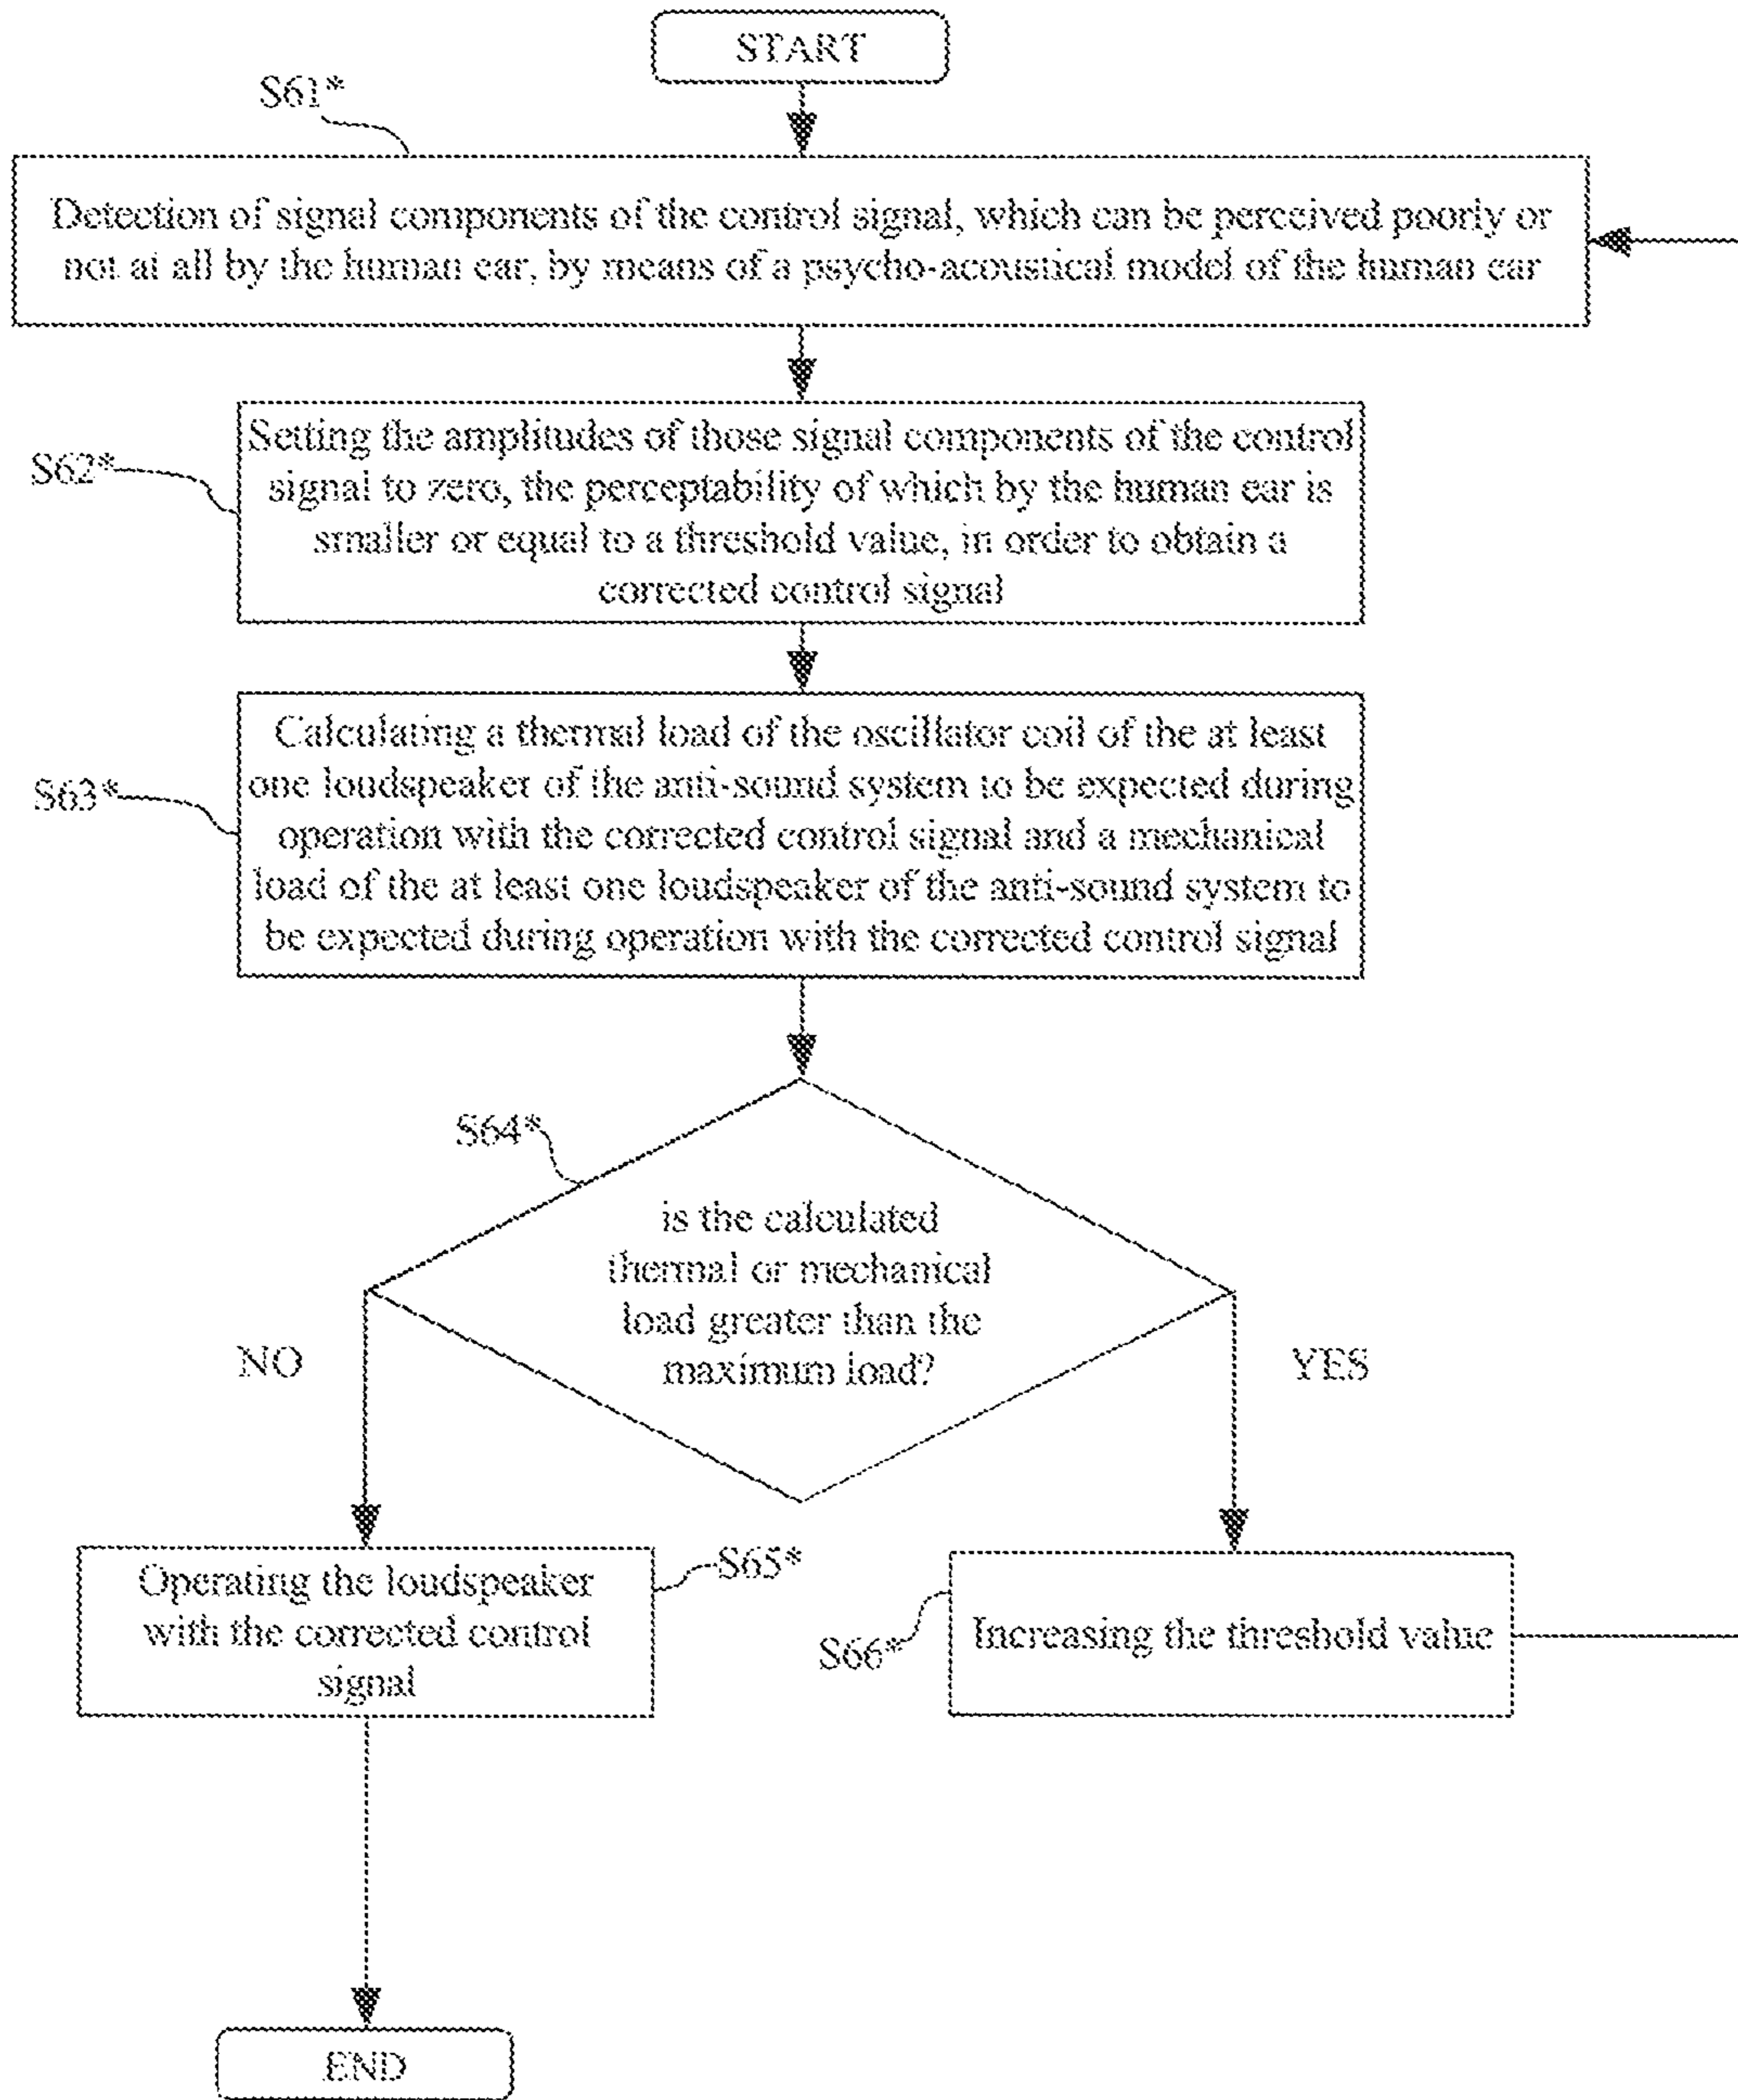 START
S61*
Detection of signal components of the control signal, which can be perceived poorly or
not at all by the human ear, by means of a psycho-acoustical model of the human ear
S62*
Setting the amplitudes of those signal components of the control
signal to zero, the perceptability of which by the human ear is
smaller or equal to a threshold value, in order to obtain a
corrected control signal
S63*
Calculating a thermal load of the oscillator coil of the at least
one loudspeaker of the anti-sound system to be expected during
operation with the corrected control signal and a mechanical
load of the at least one loudspeaker of the anti-sound system to
be expected during operation with the corrected control signal
S64*
is the calculated
thermal or mechanical
load greater than the
maximum load?
NO
YES
Operating the loudspeaker
with the corrected control
signal
S65*
S66*
Increasing the threshold value
END